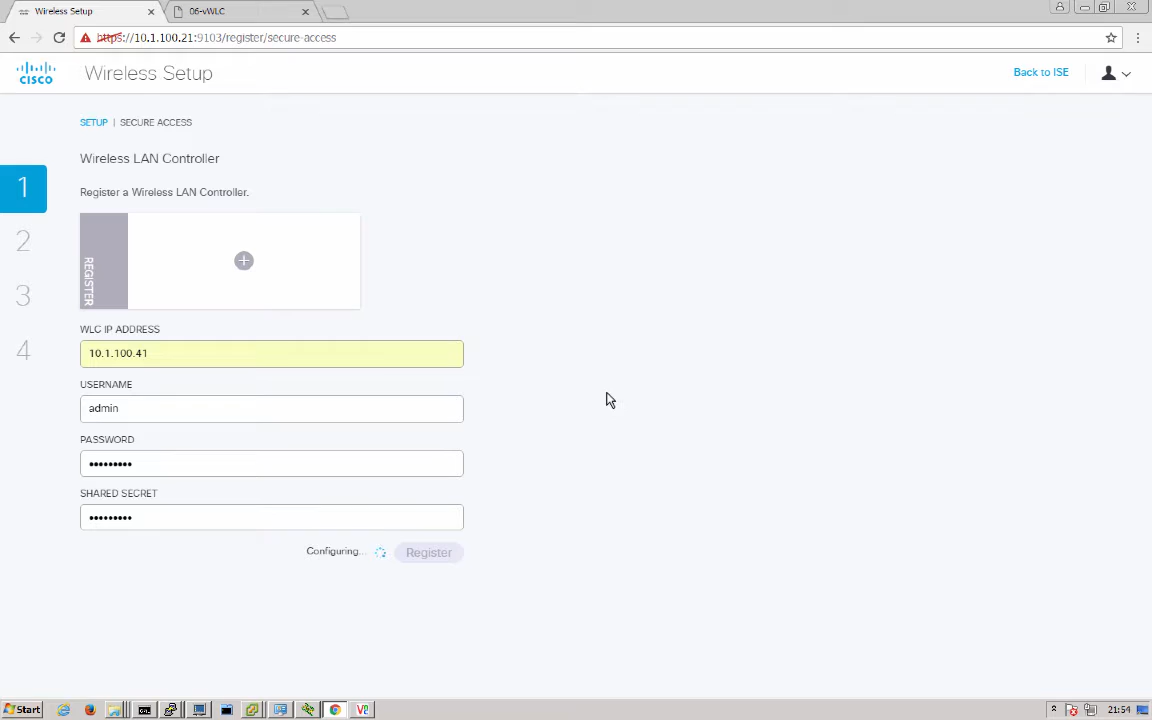 Wireless Setup
06-vWLC
https://10.1.100.21:9103/register/secure-access
CISCO
Wireless Setup
Back to ISE
SETUP | SECURE ACCESS
Wireless LAN Controller
1
Register a Wireless LAN Controller.
2
REGISTER
3
WLC IP ADDRESS
4
10.1.100.41
USERNAME
admin
PASSWORD
•••••••••
SHARED SECRET
•••••••••
Configuring...
Register
Start
21:54